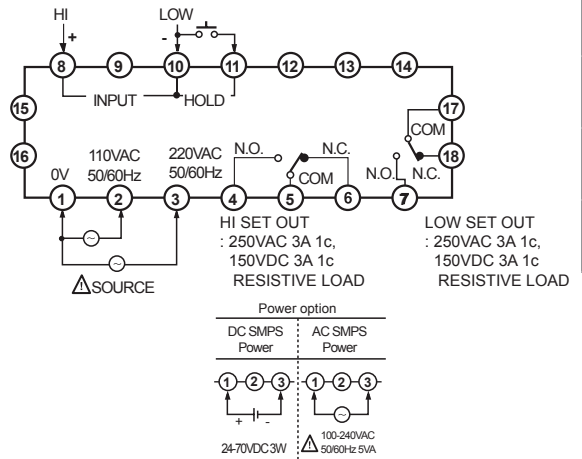 HI LOW
+ -
8 9 10 11 12 13 14
INPUT HOLD
15 17
COM
16 18
0V 110VAC 50/60Hz 220VAC 50/60Hz N.O. N.C. COM N.O. N.C.
1 2 3 4 5 6 7
SOURCE
HI SET OUT
: 250VAC 3A 1c,
150VDC 3A 1c
RESISTIVE LOAD
LOW SET OUT
: 250VAC 3A 1c,
150VDC 3A 1c
RESISTIVE LOAD
Power option
DC SMPS
Power
AC SMPS
Power
1 2 3 1 2 3
+ -
24-70VDC 3W
100-240VAC
50/60Hz 5VA